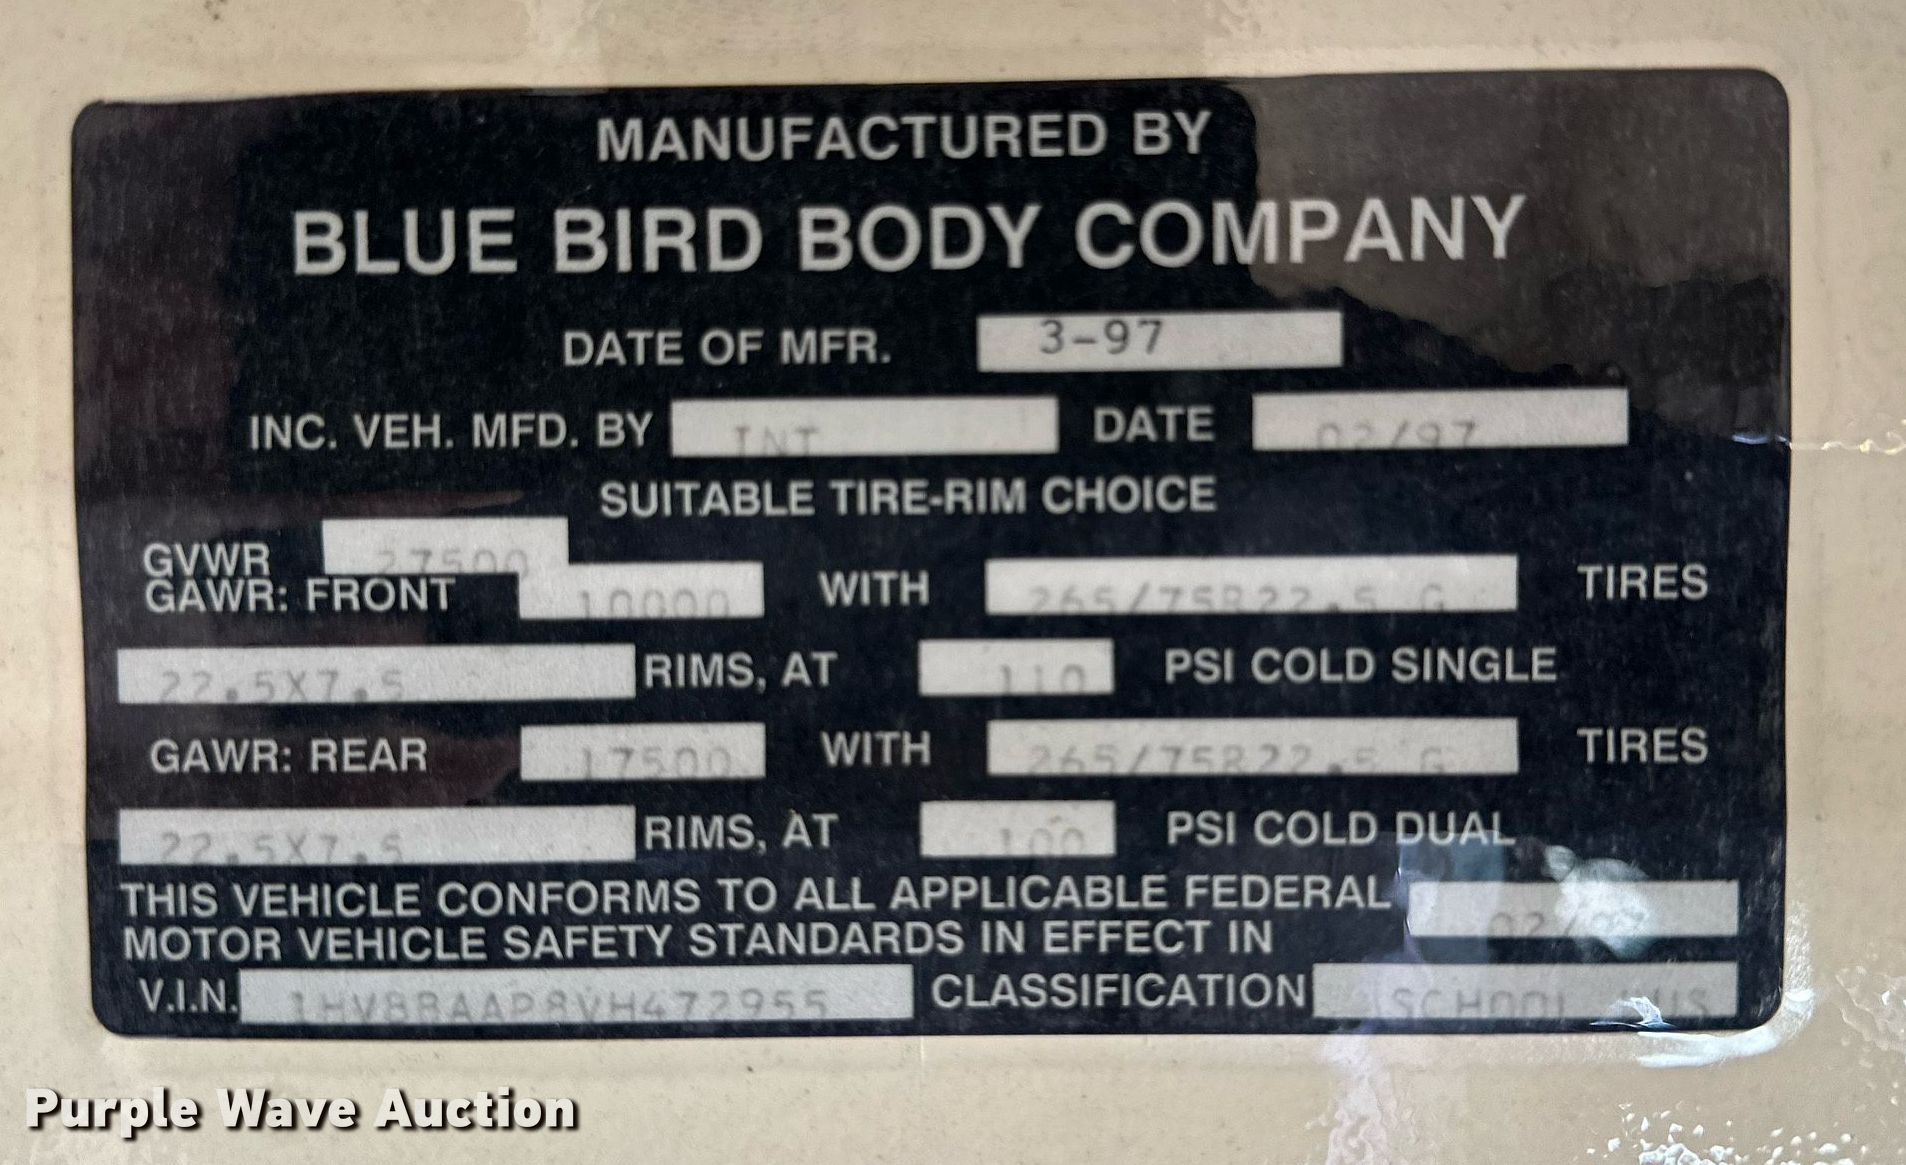 MANUFACTURED BY
BLUE BIRD BODY COMPANY
DATE OF MFR. 3-97
INC. VEH. MFD. BY INT DATE 02/97
SUITABLE TIRE-RIM CHOICE
GVWR 27500
GAWR: FRONT 10000 WITH 265/75R22.5 G TIRES
22.5X7.5 RIMS, AT 110 PSI COLD SINGLE
GAWR: REAR 17500 WITH 265/75R22.5 G TIRES
22.5X7.5 RIMS, AT 100 PSI COLD DUAL
THIS VEHICLE CONFORMS TO ALL APPLICABLE FEDERAL
MOTOR VEHICLE SAFETY STANDARDS IN EFFECT IN 02/97
V.I.N. 1HVBBAAP8VH472955 CLASSIFICATION SCHOOL BUS
Purple Wave Auction